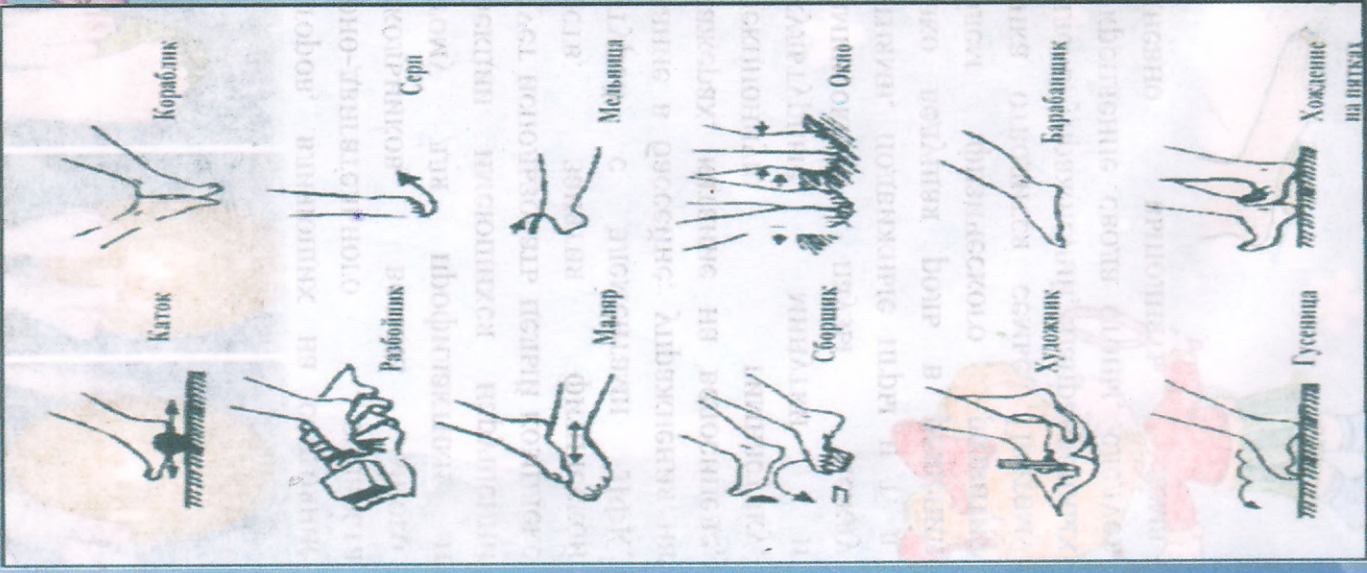 Каток
Кораблик
Разбойник
Серп
Маляр
Мельница
Сборщик
Окно
Художник
Барабанщик
Гусеница
Хождение
на пятках